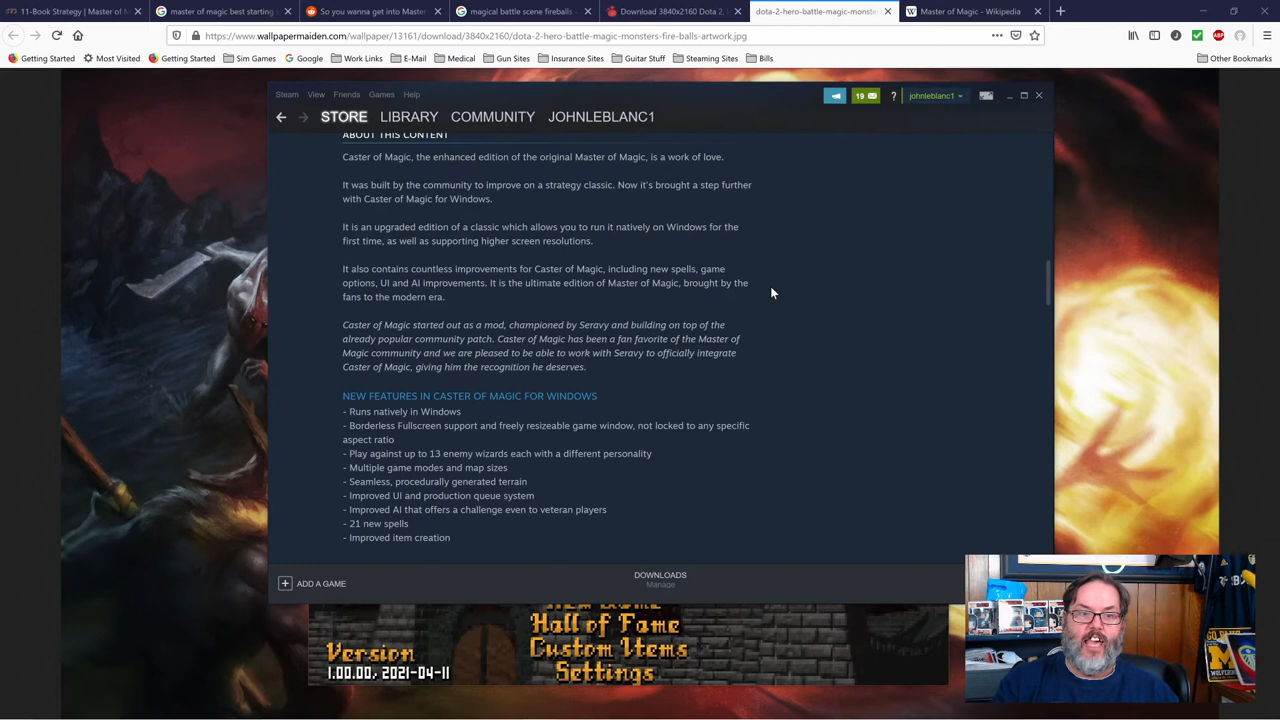 11-Book Strategy | Master of M
master of magic best starting s
So you wanna get into Master
magical battle scene fireballs -
Download 3840x2160 Dota 2,
dota-2-hero-battle-magic-monster
Master of Magic - Wikipedia
https://www.wallpapermaiden.com/wallpaper/13161/download/3840x2160/dota-2-hero-battle-magic-monsters-fire-balls-artwork.jpg
Getting Started
Most Visited
Getting Started
Sim Games
Google
Work Links
E-Mail
Medical
Gun Sites
Insurance Sites
Guitar Stuff
Steaming Sites
Bills
Other Bookmarks
Steam View Friends Games Help
19
?
johnleblanc1
STORE LIBRARY COMMUNITY JOHNLEBLANC1
ABOUT THIS CONTENT
Caster of Magic, the enhanced edition of the original Master of Magic, is a work of love.
It was built by the community to improve on a strategy classic. Now it's brought a step further
with Caster of Magic for Windows.
It is an upgraded edition of a classic which allows you to run it natively on Windows for the
first time, as well as supporting higher screen resolutions.
It also contains countless improvements for Caster of Magic, including new spells, game
options, UI and AI improvements. It is the ultimate edition of Master of Magic, brought by the
fans to the modern era.
Caster of Magic started out as a mod, championed by Seravy and building on top of the
already popular community patch. Caster of Magic has been a fan favorite of the Master of
Magic community and we are pleased to be able to work with Seravy to officially integrate
Caster of Magic, giving him the recognition he deserves.
NEW FEATURES IN CASTER OF MAGIC FOR WINDOWS
- Runs natively in Windows
- Borderless Fullscreen support and freely resizeable game window, not locked to any specific
aspect ratio
- Play against up to 13 enemy wizards each with a different personality
- Multiple game modes and map sizes
- Seamless, procedurally generated terrain
- Improved UI and production queue system
- Improved AI that offers a challenge even to veteran players
- 21 new spells
- Improved item creation
ADD A GAME
DOWNLOADS
Manage
New Game
Hall of Fame
Custom Items
Settings
Version
1.00.00. 2021-04-11
GO BLUE
M
WOLVERINES